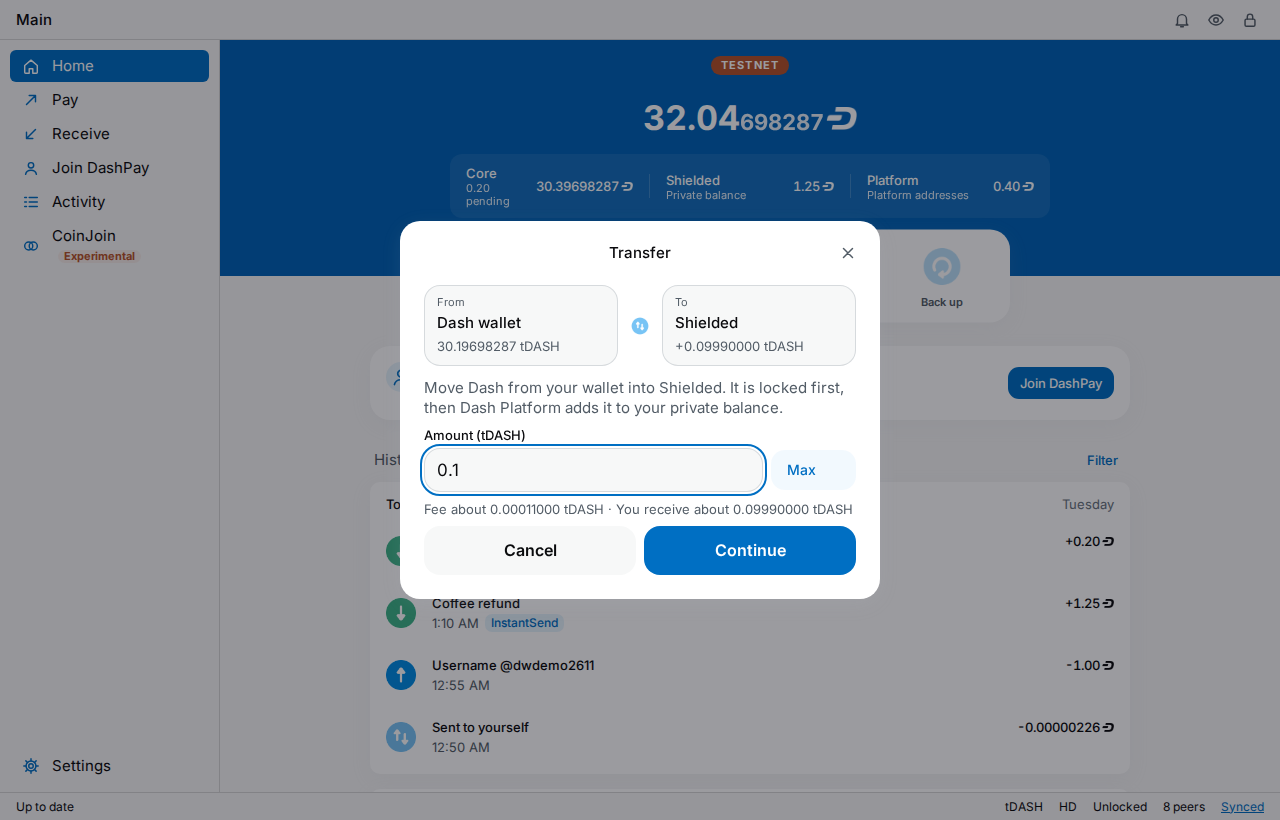 Main
Home
Pay
Receive
Join DashPay
Activity
CoinJoin
Experimental
Settings
TESTNET
32.04698287
Core
0.20 pending
30.39698287
Shielded
Private balance
1.25
Platform
Platform addresses
0.40
Back up
Transfer
From
Dash wallet
30.19698287 tDASH
To
Shielded
+0.09990000 tDASH
Move Dash from your wallet into Shielded. It is locked first,
then Dash Platform adds it to your private balance.
Amount (tDASH)
0.1
Max
Fee about 0.00011000 tDASH · You receive about 0.09990000 tDASH
Cancel
Continue
Join DashPay
Filter
Tuesday
+0.20
Coffee refund
1:10 AM InstantSend
+1.25
Username @dwdemo2611
12:55 AM
-1.00
Sent to yourself
12:50 AM
-0.00000226
Up to date
tDASH HD Unlocked 8 peers Synced